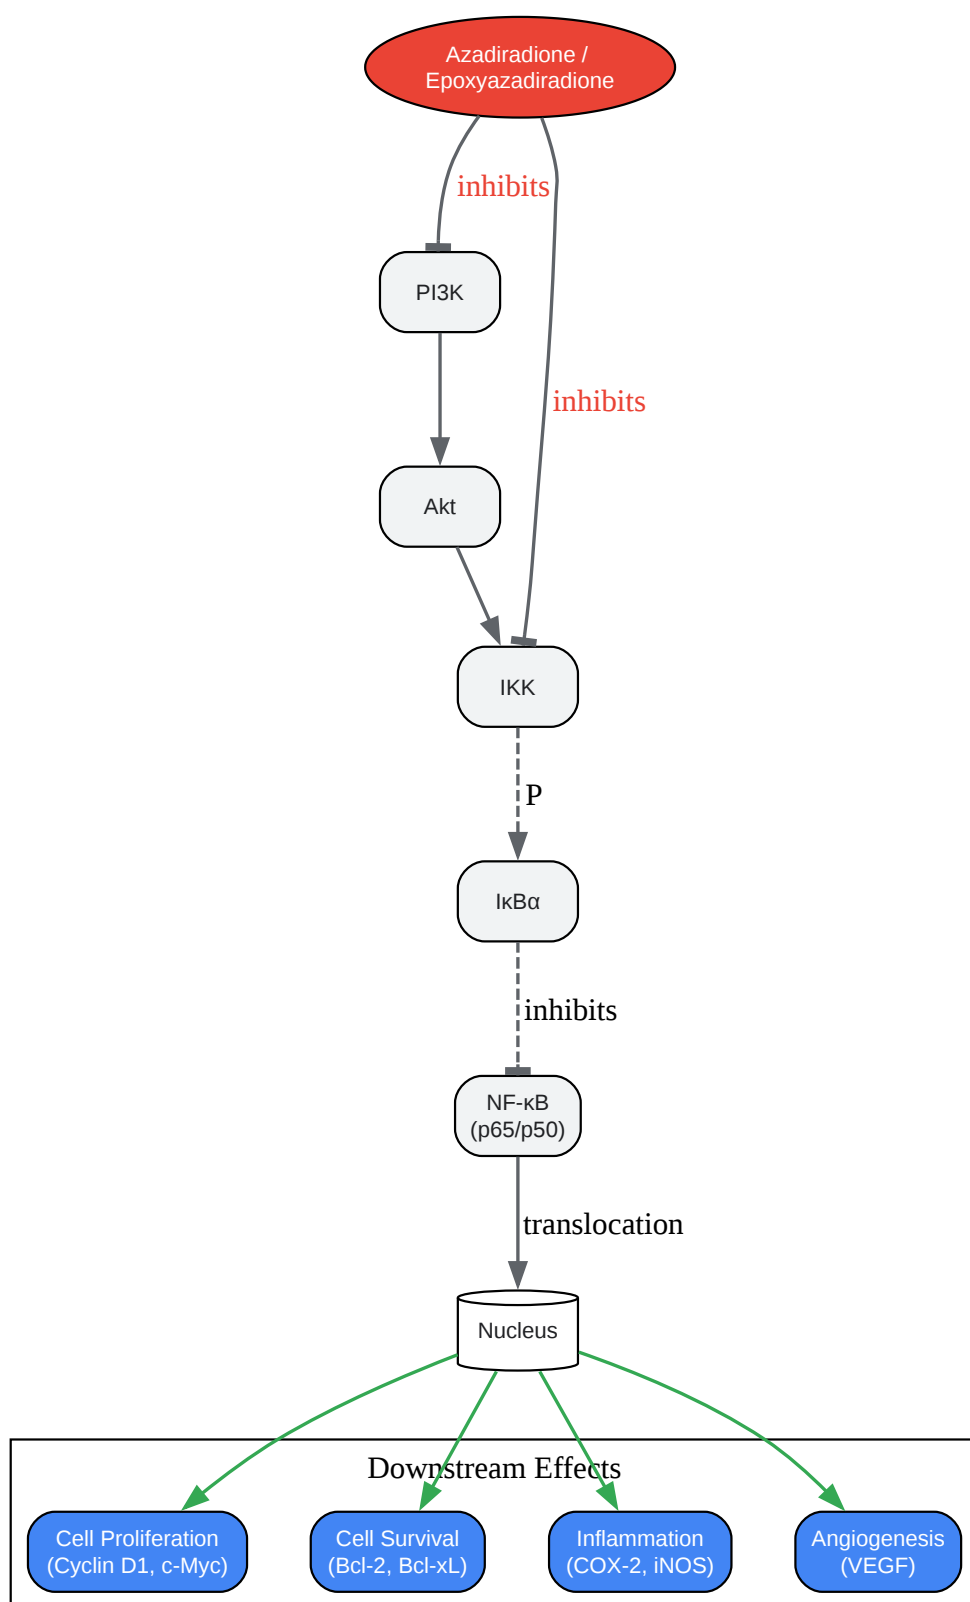 Azadiradione /
Epoxyazadiradione
inhibits
PI3K
inhibits
Akt
IKK
P
IκBα
inhibits
NF-κB
(p65/p50)
translocation
Nucleus
Downstream Effects
Cell Proliferation
(Cyclin D1, c-Myc)
Cell Survival
(Bcl-2, Bcl-xL)
Inflammation
(COX-2, iNOS)
Angiogenesis
(VEGF)